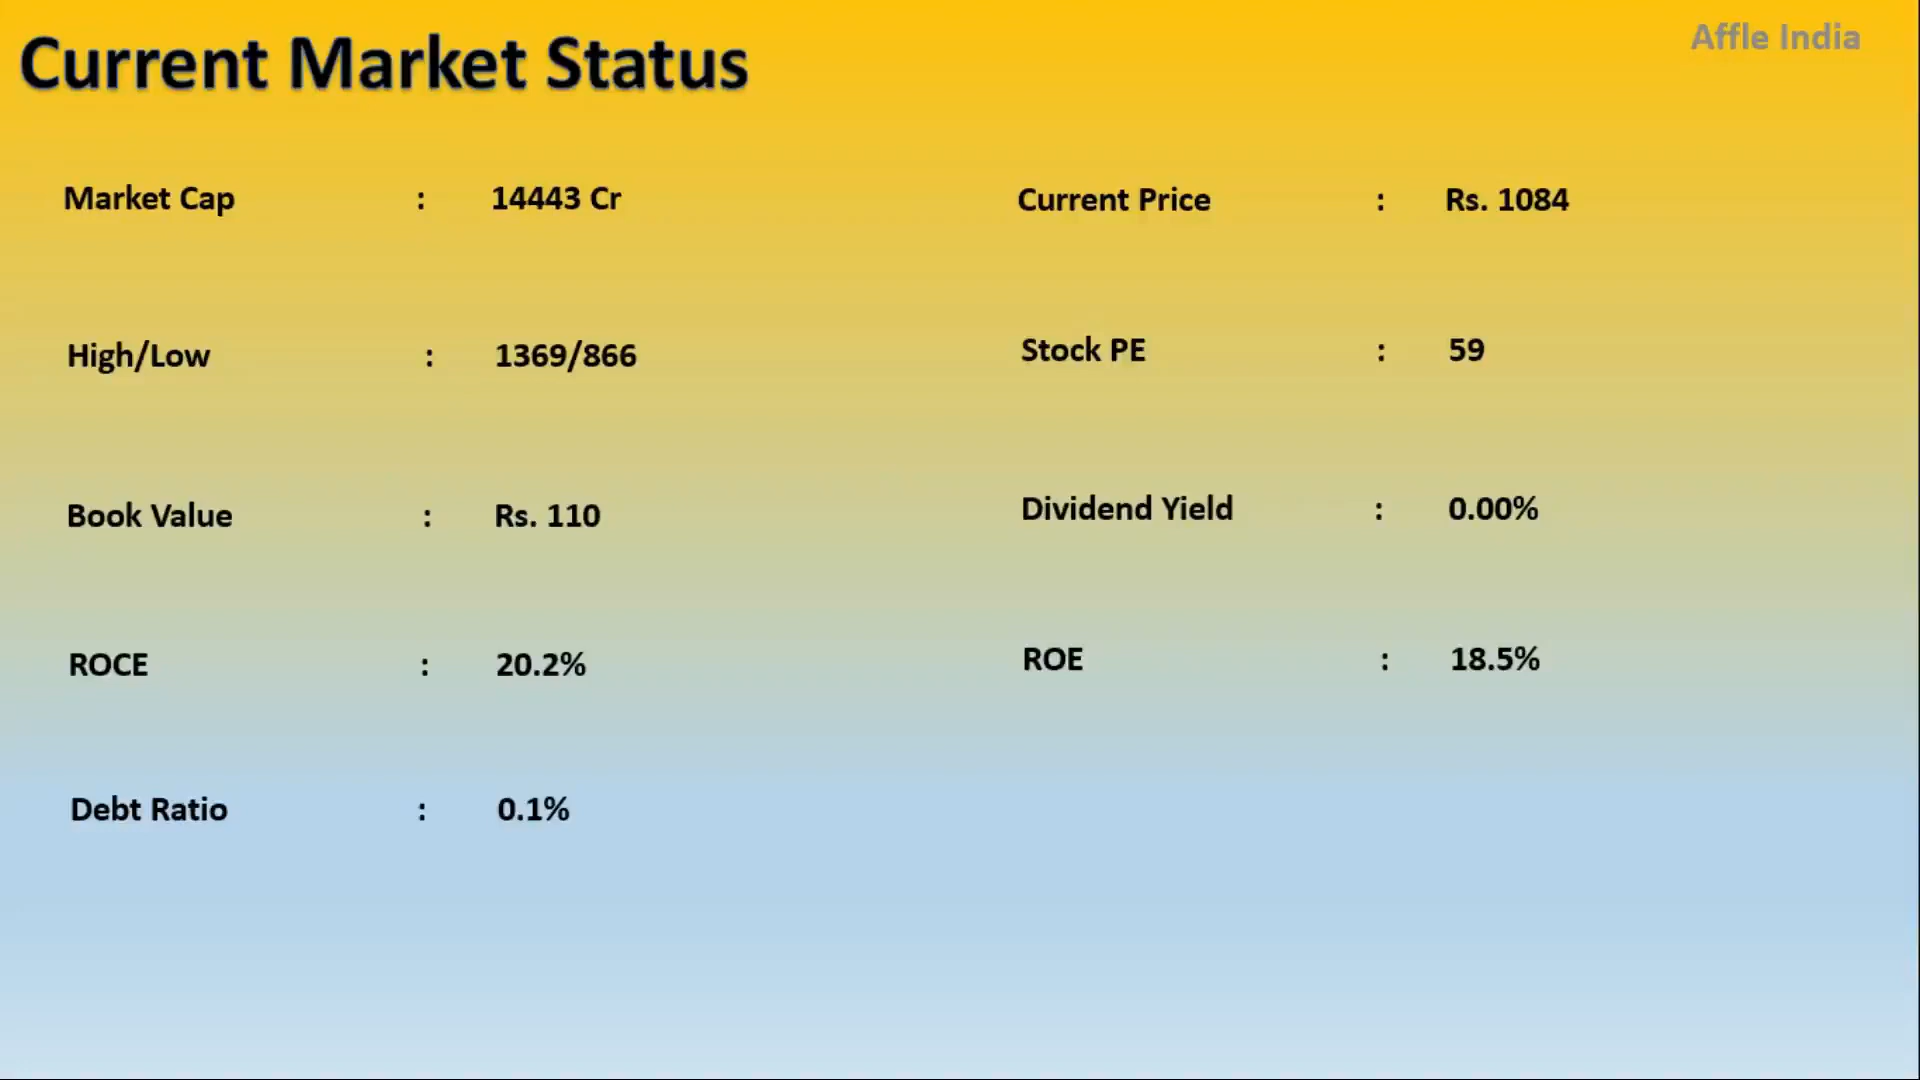 Current Market Status
Affle India
Market Cap : 14443 Cr
Current Price : Rs. 1084
High/Low : 1369/866
Stock PE : 59
Book Value : Rs. 110
Dividend Yield : 0.00%
ROCE : 20.2%
ROE : 18.5%
Debt Ratio : 0.1%